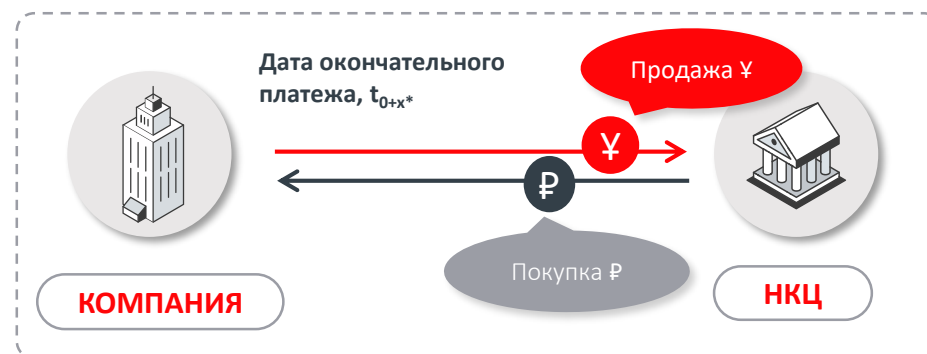 Дата окончательного
платежа, t0+x*
Продажа ¥
¥
₽
Покупка ₽
КОМПАНИЯ
НКЦ